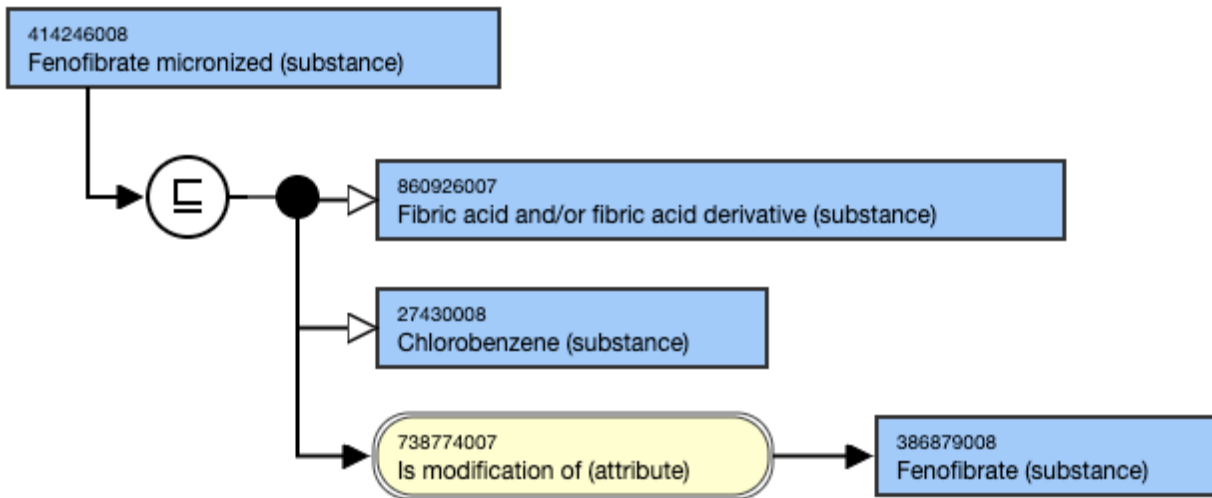 414246008
Fenofibrate micronized (substance)
⊑
860926007
Fibric acid and/or fibric acid derivative (substance)
27430008
Chlorobenzene (substance)
738774007
Is modification of (attribute)
386879008
Fenofibrate (substance)